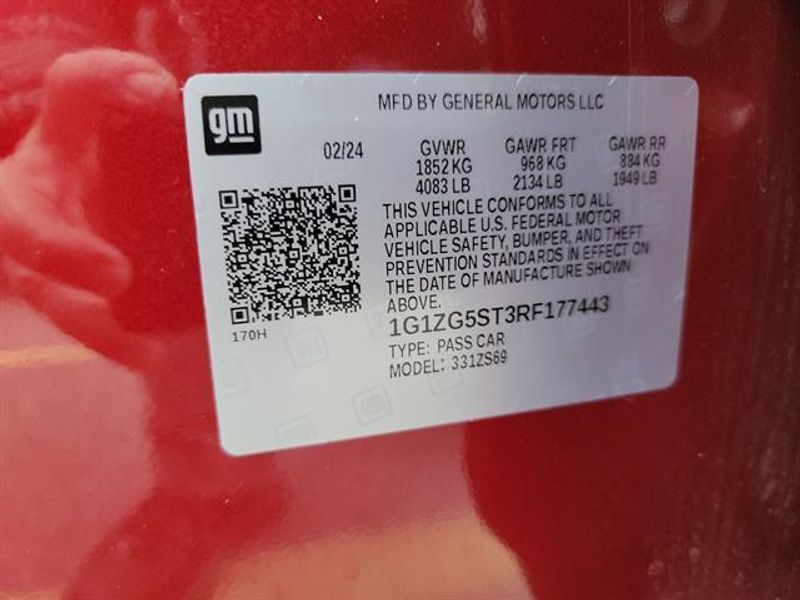 gm
MFD BY GENERAL MOTORS LLC
02/24
GVWR
1852 KG
4083 LB
GAWR FRT
968 KG
2134 LB
GAWR RR
884 KG
1949 LB
THIS VEHICLE CONFORMS TO ALL
APPLICABLE U.S. FEDERAL MOTOR
VEHICLE SAFETY, BUMPER, AND THEFT
PREVENTION STANDARDS IN EFFECT ON
THE DATE OF MANUFACTURE SHOWN
ABOVE.
170H
1G1ZG5ST3RF177443
TYPE: PASS CAR
MODEL: 331ZS69